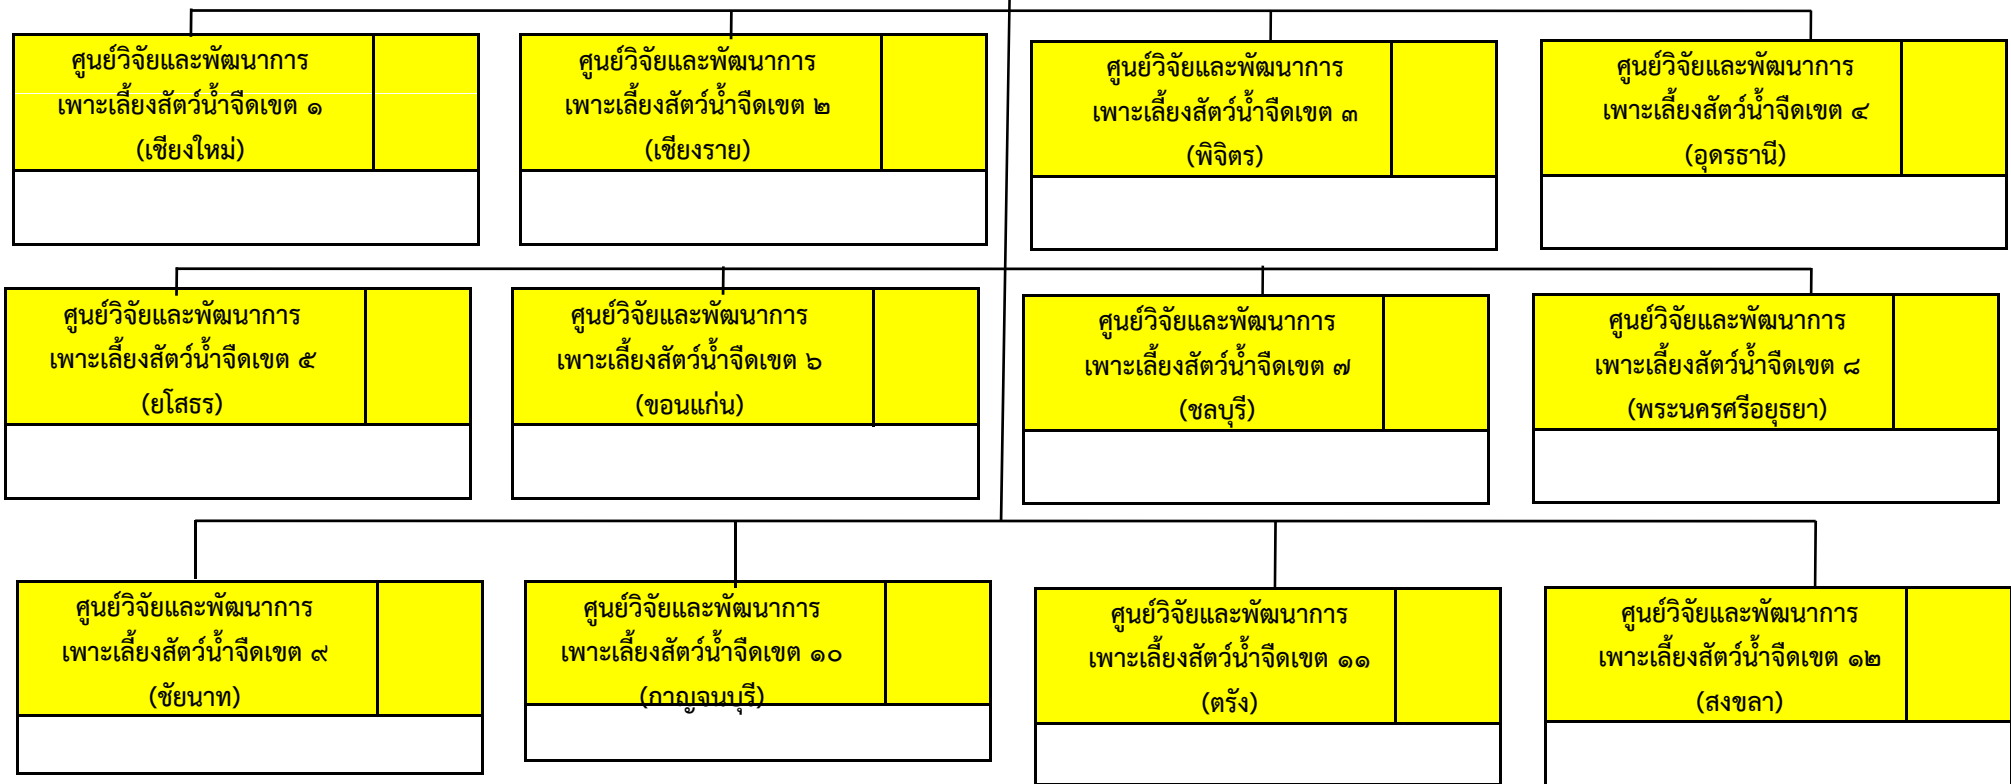 ศูนย์วิจัยและพัฒนาการ
เพาะเลี้ยงสัตว์น้ำจืดเขต ๑
(เชียงใหม่)
ศูนย์วิจัยและพัฒนาการ
เพาะเลี้ยงสัตว์น้ำจืดเขต ๒
(เชียงราย)
ศูนย์วิจัยและพัฒนาการ
เพาะเลี้ยงสัตว์น้ำจืดเขต ๓
(พิจิตร)
ศูนย์วิจัยและพัฒนาการ
เพาะเลี้ยงสัตว์น้ำจืดเขต ๔
(อุดรธานี)
ศูนย์วิจัยและพัฒนาการ
เพาะเลี้ยงสัตว์น้ำจืดเขต ๕
(ยโสธร)
ศูนย์วิจัยและพัฒนาการ
เพาะเลี้ยงสัตว์น้ำจืดเขต ๖
(ขอนแก่น)
ศูนย์วิจัยและพัฒนาการ
เพาะเลี้ยงสัตว์น้ำจืดเขต ๗
(ชลบุรี)
ศูนย์วิจัยและพัฒนาการ
เพาะเลี้ยงสัตว์น้ำจืดเขต ๘
(พระนครศรีอยุธยา)
ศูนย์วิจัยและพัฒนาการ
เพาะเลี้ยงสัตว์น้ำจืดเขต ๙
(ชัยนาท)
ศูนย์วิจัยและพัฒนาการ
เพาะเลี้ยงสัตว์น้ำจืดเขต ๑๐
(กาญจนบุรี)
ศูนย์วิจัยและพัฒนาการ
เพาะเลี้ยงสัตว์น้ำจืดเขต ๑๑
(ตรัง)
ศูนย์วิจัยและพัฒนาการ
เพาะเลี้ยงสัตว์น้ำจืดเขต ๑๒
(สงขลา)